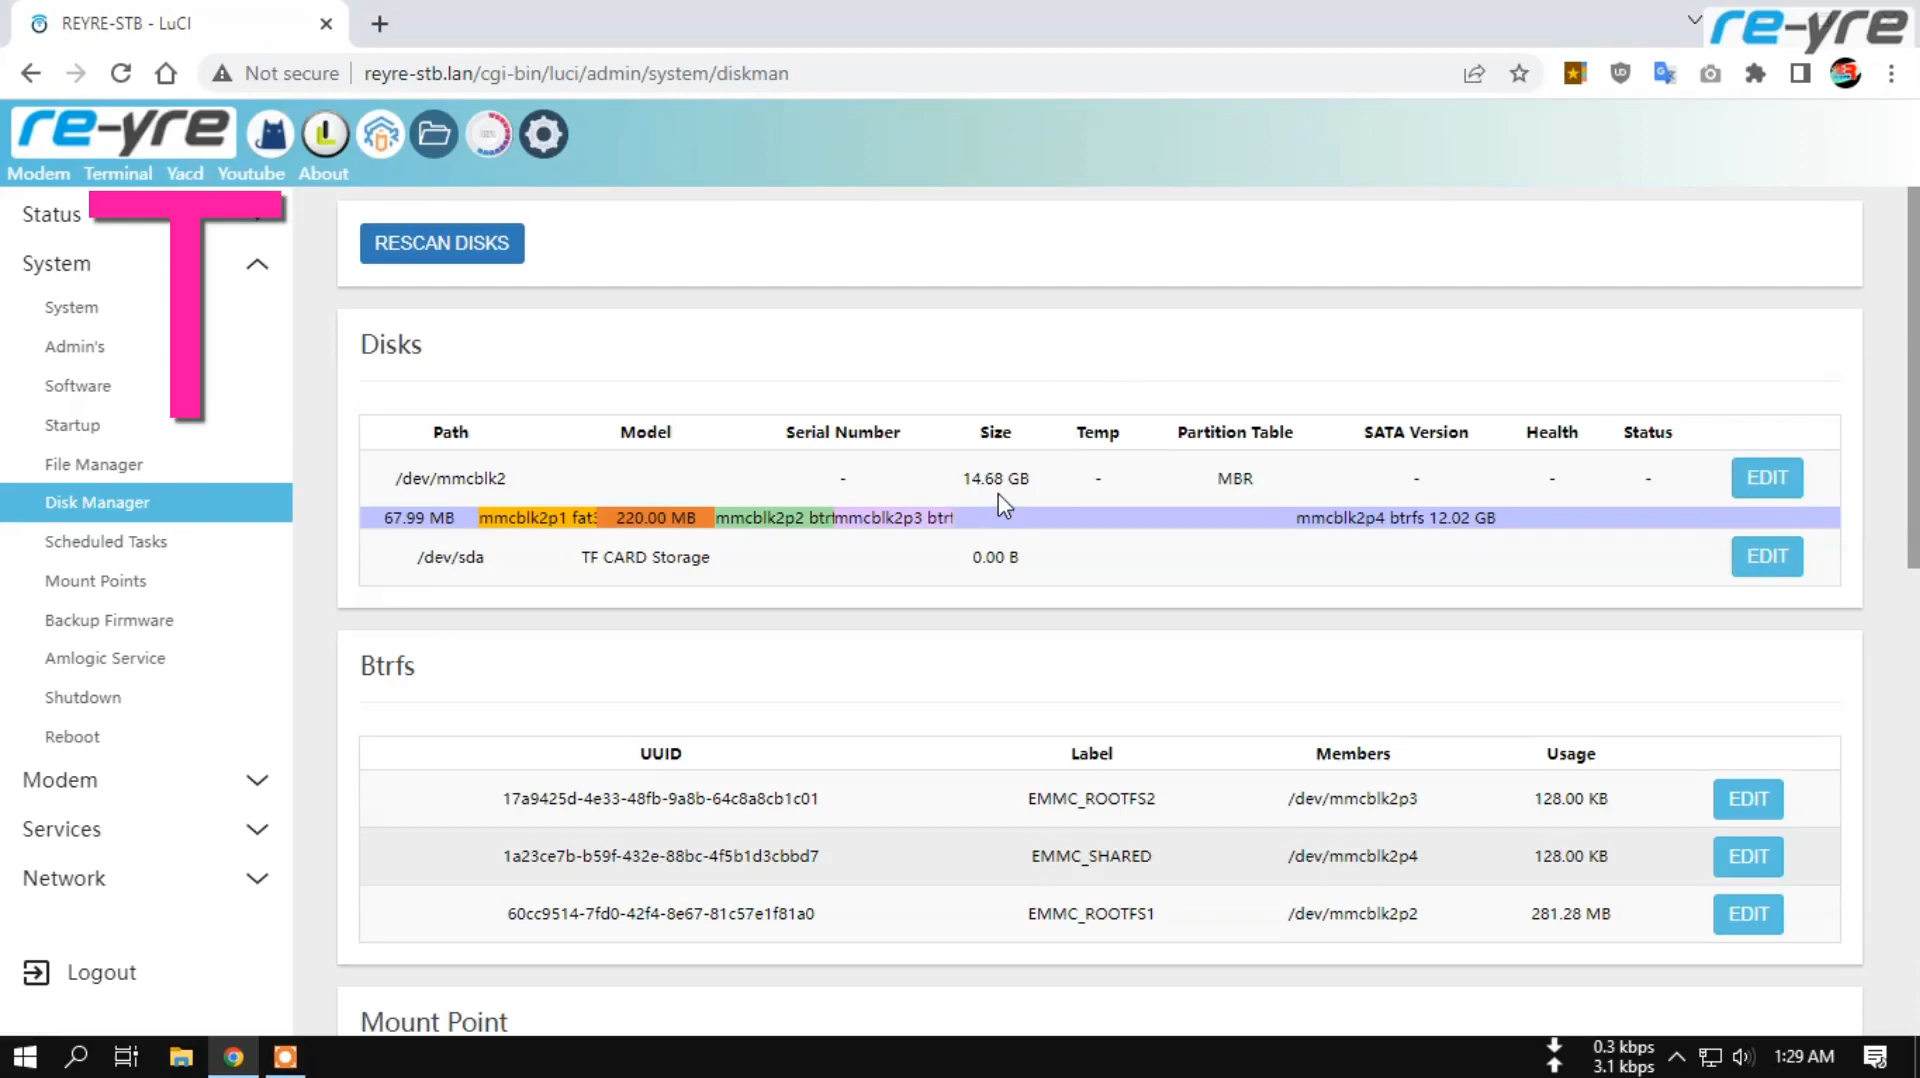 REYRE-STB - LuCI
re-yre
Not secure
reyre-stb.lan/cgi-bin/luci/admin/system/diskman
re-yre
Modem Terminal Yacd Youtube About
T
Status
System
System
Admin's
Software
Startup
File Manager
Disk Manager
Scheduled Tasks
Mount Points
Backup Firmware
Amlogic Service
Shutdown
Reboot
Modem
Services
Network
Logout
RESCAN DISKS
Disks
Path Model Serial Number Size Temp Partition Table SATA Version Health Status
/dev/mmcblk2 - 14.68 GB - MBR - - - EDIT
67.99 MB mmcblk2p1 fat3 220.00 MB mmcblk2p2 btrf mmcblk2p3 btrf mmcblk2p4 btrfs 12.02 GB
/dev/sda TF CARD Storage 0.00 B EDIT
Btrfs
UUID Label Members Usage
17a9425d-4e33-48fb-9a8b-64c8a8cb1c01 EMMC_ROOTFS2 /dev/mmcblk2p3 128.00 KB EDIT
1a23ce7b-b59f-432e-88bc-4f5b1d3cbbd7 EMMC_SHARED /dev/mmcblk2p4 128.00 KB EDIT
60cc9514-7fd0-42f4-8e67-81c57e1f81a0 EMMC_ROOTFS1 /dev/mmcblk2p2 281.28 MB EDIT
Mount Point
0.3 kbps
3.1 kbps
1:29 AM